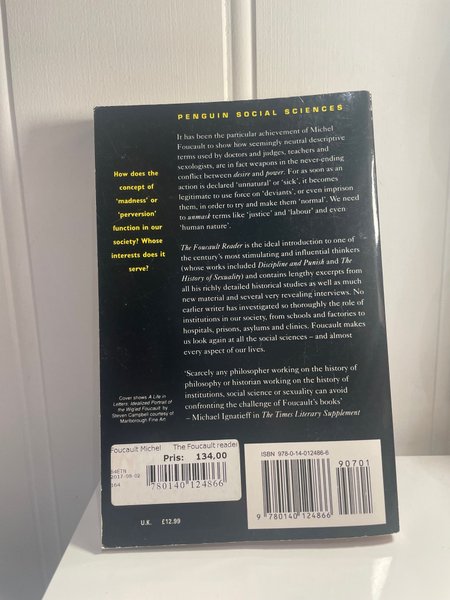 PENGUIN SOCIAL SCIENCES
How does the
concept of
'madness' or
'perversion'
function in our
society? Whose
interests does it
serve?
It has been the particular achievement of Michel
Foucault to show how seemingly neutral descriptive
terms used by doctors and judges, teachers and
sexologists, are in fact weapons in the never-ending
conflict between desire and power. For as soon as an
action is declared 'unnatural' or 'sick', it becomes
legitimate to use force on 'deviants', or even imprison
them, in order to try and make them 'normal'. We need
to unmask terms like 'justice' and 'labour' and even
'human nature'.
The Foucault Reader is the ideal introduction to one of
the century's most stimulating and influential thinkers
(whose works included Discipline and Punish and The
History of Sexuality) and contains lengthy excerpts from
all his richly detailed historical studies as well as much
new material and several very revealing interviews. No
earlier writer has investigated so thoroughly the role of
institutions in our society, from schools and factories to
hospitals, prisons, asylums and clinics. Foucault makes
us look again at all the social sciences – and almost
every aspect of our lives.
'Scarcely any philosopher working on the history of
philosophy or historian working on the history of
institutions, social science or sexuality can avoid
confronting the challenge of Foucault's books'
– Michael Ignatieff in The Times Literary Supplement
Cover shows A Life in
Letters: Idealized Portrait of
the Wigled Foucault by
Steven Campbell courtesy of
Marlborough Fine Art
Foucault Michel The Foucault reader
Pris: 134,00
2017-08-02
164
780140 124866
ISBN 978-0-14-012486-6
90701
9 780140 124866
U.K. £12.99